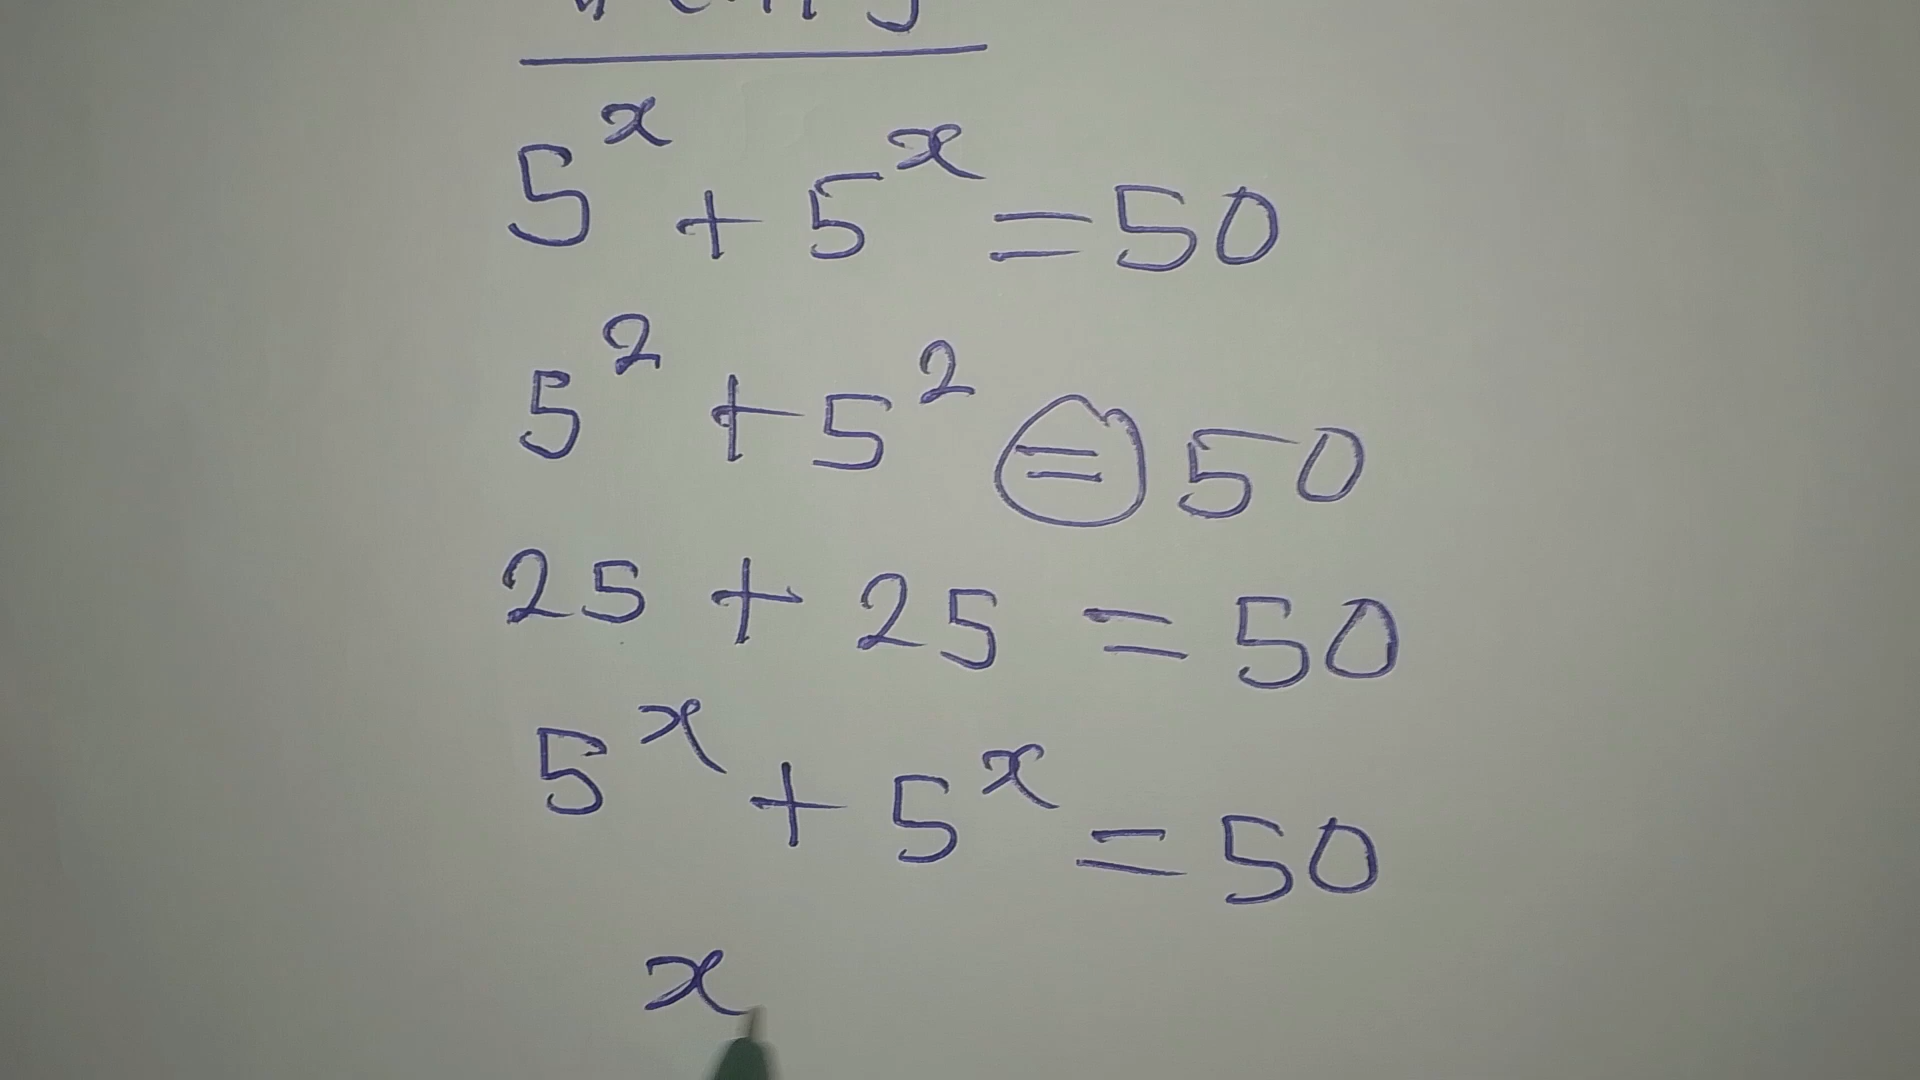 5^x + 5^x = 50
5^2 + 5^2 = 50
25 + 25 = 50
5^x + 5^x = 50
x